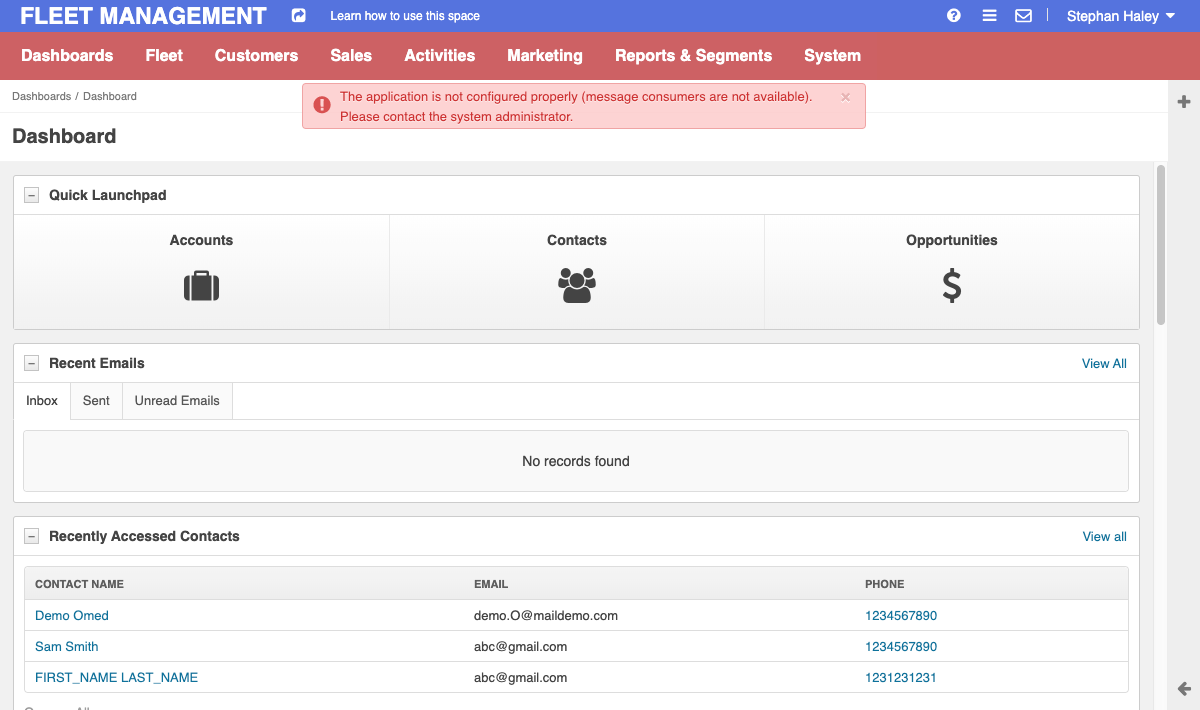 FLEET MANAGEMENT
Learn how to use this space
Stephan Haley
Dashboards
Fleet
Customers
Sales
Activities
Marketing
Reports & Segments
System
Dashboards / Dashboard
The application is not configured properly (message consumers are not available).
Please contact the system administrator.
×
Dashboard
Quick Launchpad
Accounts
Contacts
Opportunities
Recent Emails
View All
Inbox
Sent
Unread Emails
No records found
Recently Accessed Contacts
View all
CONTACT NAME
EMAIL
PHONE
Demo Omed
demo.O@maildemo.com
1234567890
Sam Smith
abc@gmail.com
1234567890
FIRST_NAME LAST_NAME
abc@gmail.com
1231231231